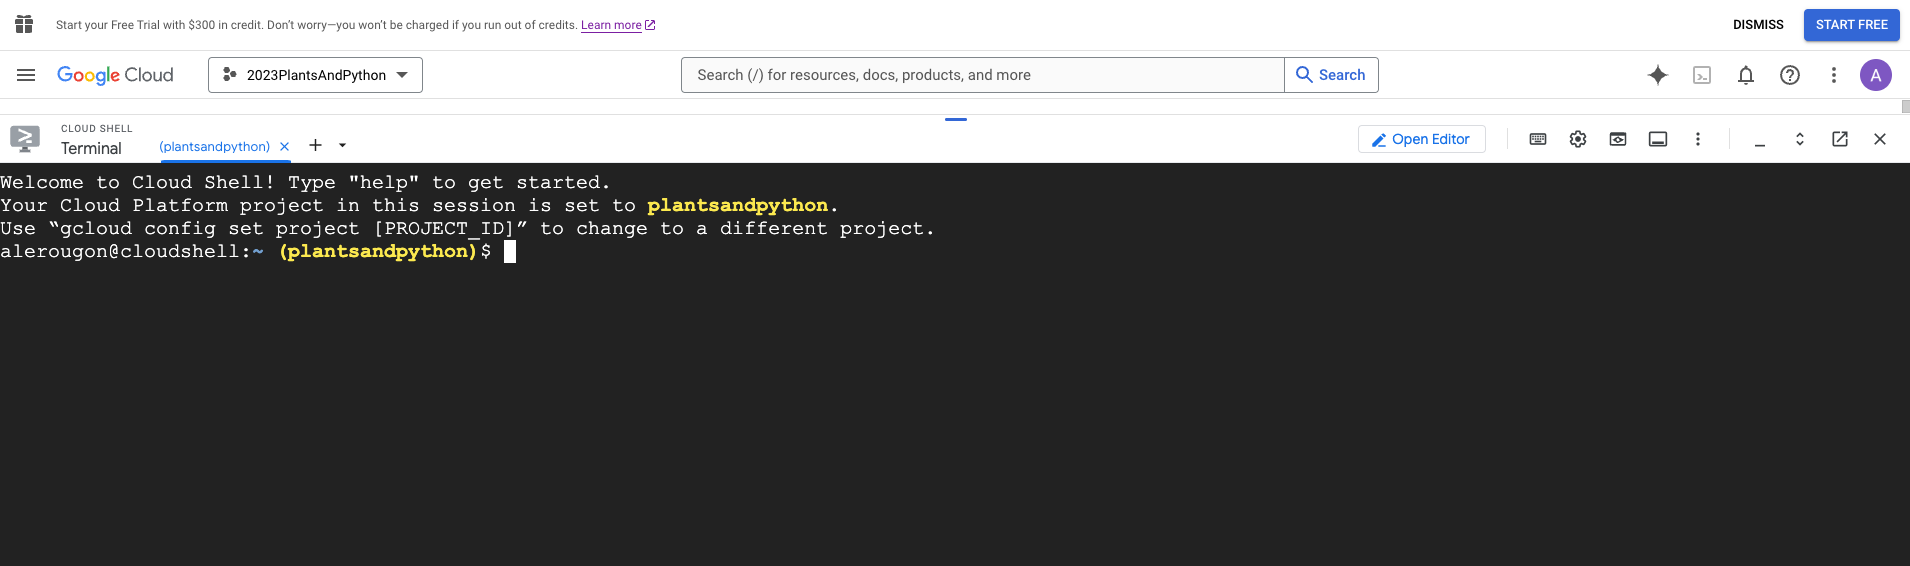 Start your Free Trial with $300 in credit. Don’t worry—you won’t be charged if you run out of credits. Learn more
DISMISS
START FREE
Google Cloud
2023PlantsAndPython
Search (/) for resources, docs, products, and more
Search
A
CLOUD SHELL
Terminal
(plantsandpython)
Open Editor
Welcome to Cloud Shell! Type "help" to get started.
Your Cloud Platform project in this session is set to plantsandpython.
Use “gcloud config set project [PROJECT_ID]” to change to a different project.
alerougon@cloudshell:~ (plantsandpython)$